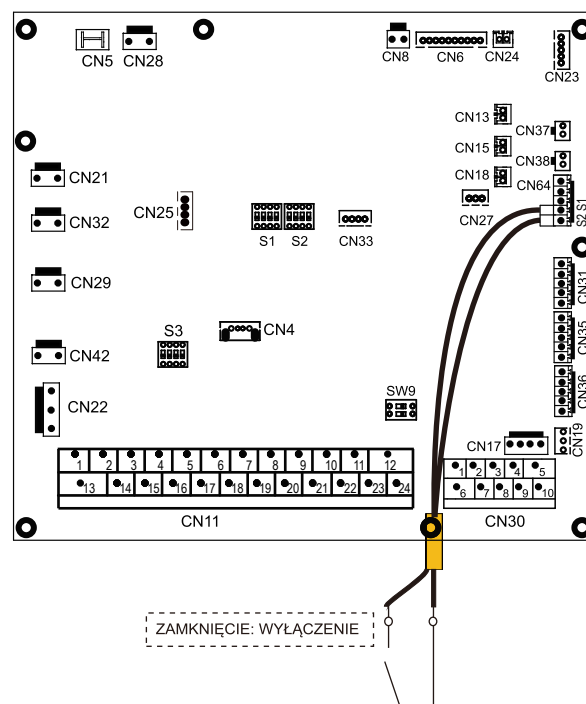 CN5 CN28 CN8 CN6 CN24 CN23
CN13 CN37
CN15 CN38
CN18 CN64
CN21
CN25 CN27 S2 S1
CN32 S1 S2 CN33
CN31
CN29
S3 CN4 CN35
CN42
CN36
SW9
CN22
CN17 CN19
1 2 3 4 5 6 7 8 9 10 11 12
13 14 15 16 17 18 19 20 21 22 23 24
1 2 3 4 5
6 7 8 9 10
CN11 CN30
ZAMKNIĘCIE: WYŁĄCZENIE